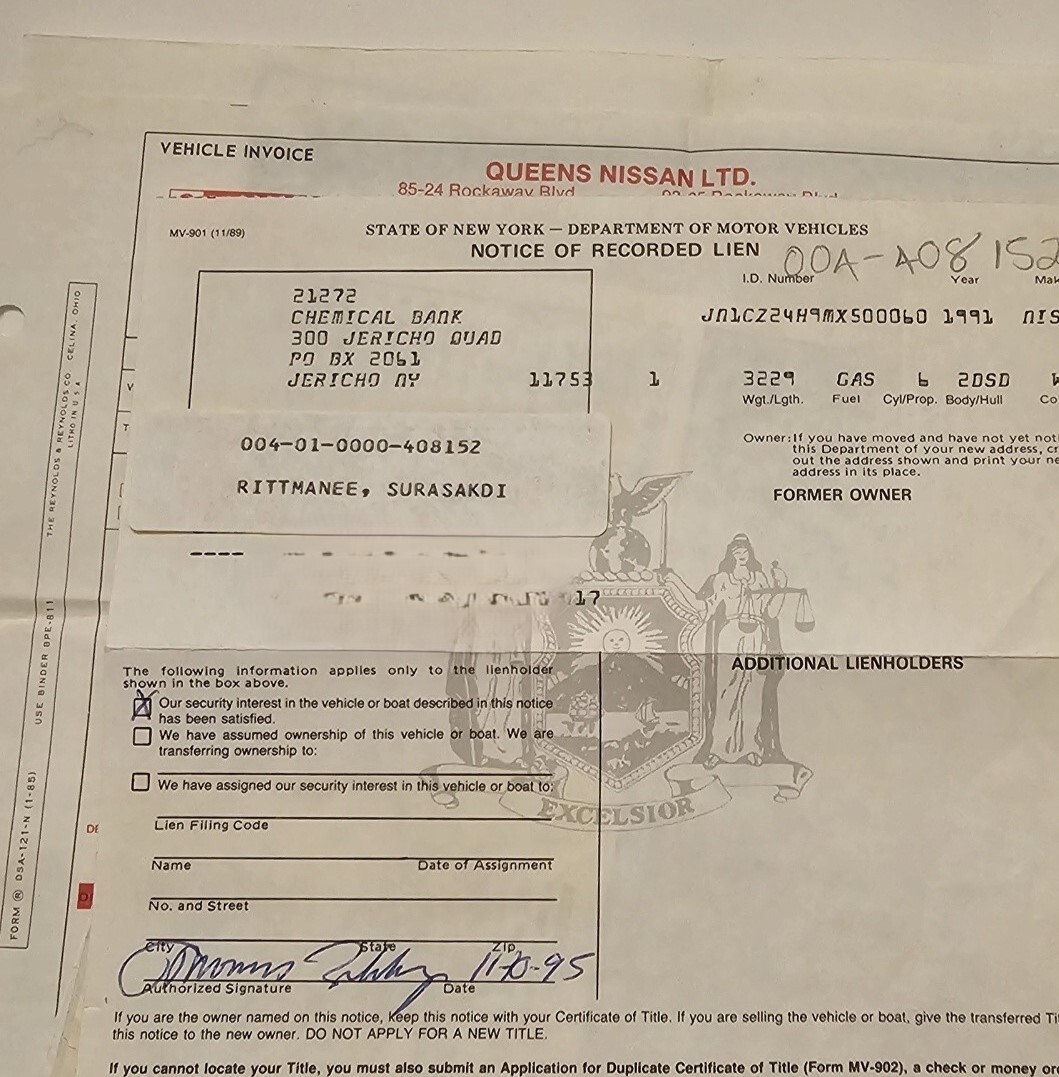 VEHICLE INVOICE
QUEENS NISSAN LTD.
85-24 Rockaway Blvd
MV-901 (11/89)
STATE OF NEW YORK — DEPARTMENT OF MOTOR VEHICLES
NOTICE OF RECORDED LIEN
00A-A08152
I.D. Number Year Mak
21272
CHEMICAL BANK
300 JERICHO QUAD
PO BX 2061
JERICHO NY 11753 1
JN1CZ24H9MX500060 1991 NIS
3229 GAS 6 2DSD
Wgt./Lgth. Fuel Cyl/Prop. Body/Hull Co
004-01-0000-408152
RITTMANEE, SURASAKDI
17
Owner: If you have moved and have not yet noti
this Department of your new address, cr
out the address shown and print your ne
address in its place.
FORMER OWNER
ADDITIONAL LIENHOLDERS
EXCELSIOR
The following information applies only to the lienholder
shown in the box above.
X Our security interest in the vehicle or boat described in this notice
has been satisfied.
We have assumed ownership of this vehicle or boat. We are
transferring ownership to:
We have assigned our security interest in this vehicle or boat to:
Lien Filing Code
Name Date of Assignment
No. and Street
City State Zip
Authorized Signature Date
If you are the owner named on this notice, keep this notice with your Certificate of Title. If you are selling the vehicle or boat, give the transferred Ti
this notice to the new owner. DO NOT APPLY FOR A NEW TITLE.
If you cannot locate your Title, you must also submit an Application for Duplicate Certificate of Title (Form MV-902), a check or money or
FORM ® DSA-121-N (1-85) USE BINDER BPE-811 THE REYNOLDS & REYNOLDS CO. CELINA, OHIO
LITHO IN U.S.A.